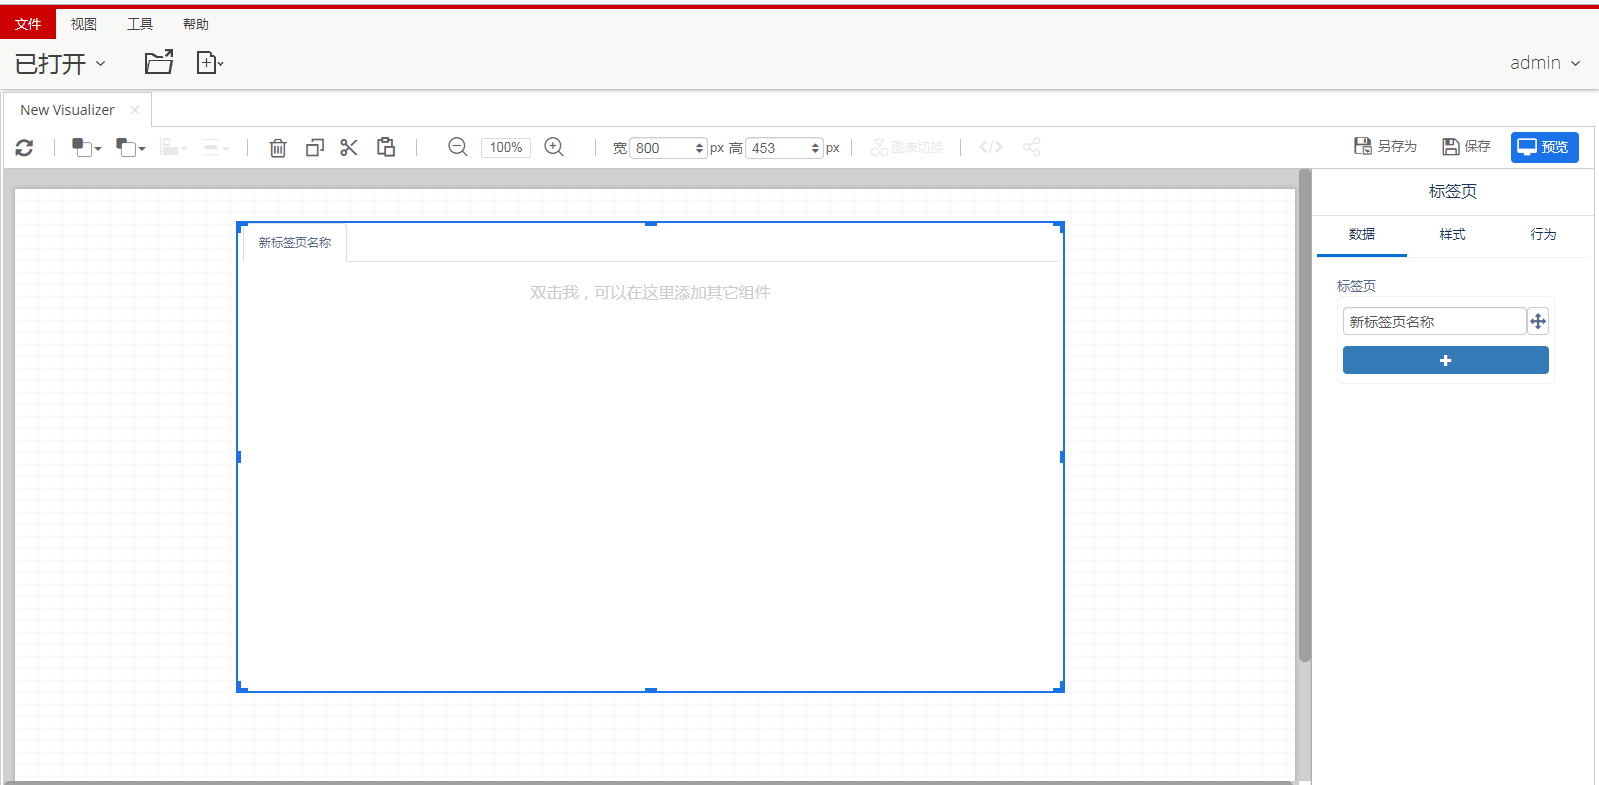 文件 视图 工具 帮助
已打开 admin
New Visualizer
100% 宽 800 px 高 453 px 图表切换 另存为 保存 预览
标签页
数据 样式 行为
新标签页名称
双击我，可以在这里添加其它组件
标签页
新标签页名称